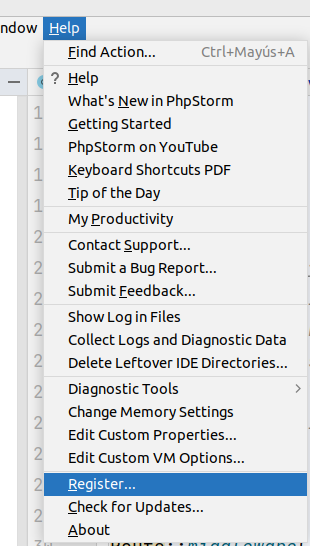 ndow Help
Find Action... Ctrl+Mayús+A
? Help
What's New in PhpStorm
Getting Started
PhpStorm on YouTube
Keyboard Shortcuts PDF
Tip of the Day
My Productivity
Contact Support...
Submit a Bug Report...
Submit Feedback...
Show Log in Files
Collect Logs and Diagnostic Data
Delete Leftover IDE Directories...
Diagnostic Tools
Change Memory Settings
Edit Custom Properties...
Edit Custom VM Options...
Register...
Check for Updates...
About